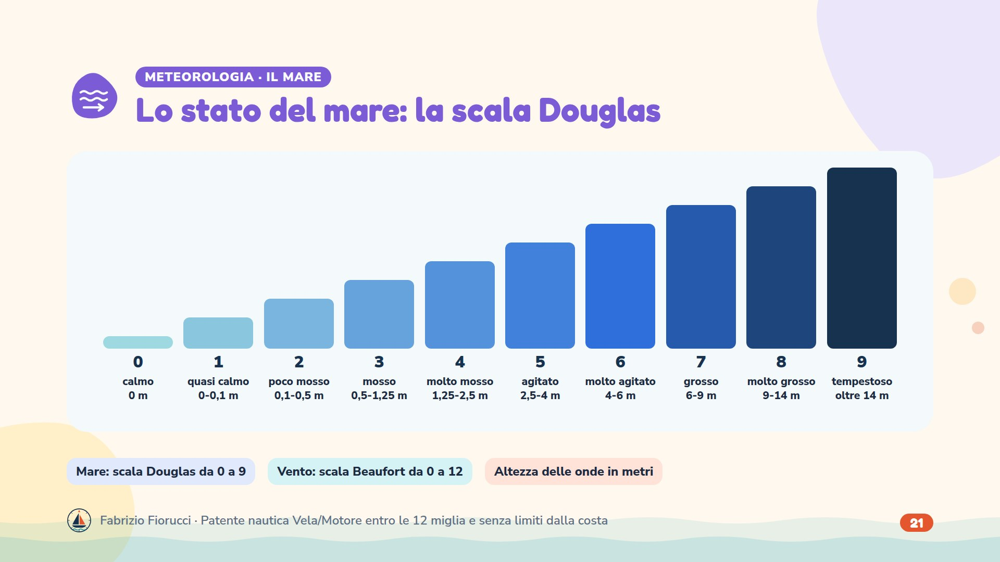 METEOROLOGIA · IL MARE
Lo stato del mare: la scala Douglas
0
calmo
0 m
1
quasi calmo
0-0,1 m
2
poco mosso
0,1-0,5 m
3
mosso
0,5-1,25 m
4
molto mosso
1,25-2,5 m
5
agitato
2,5-4 m
6
molto agitato
4-6 m
7
grosso
6-9 m
8
molto grosso
9-14 m
9
tempestoso
oltre 14 m
Mare: scala Douglas da 0 a 9
Vento: scala Beaufort da 0 a 12
Altezza delle onde in metri
Fabrizio Fiorucci · Patente nautica Vela/Motore entro le 12 miglia e senza limiti dalla costa
21